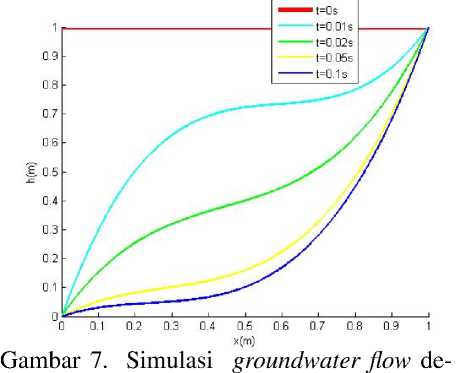 t=0s
t=0.01s
t=0.02s
t=0.05s
t=0.1s
1
0.9
0.8
0.7
0.6
0.5
0.4
0.3
0.2
0.1
0
h(m)
0 0.1 0.2 0.3 0.4 0.5 0.6 0.7 0.8 0.9 1
x(m)
Gambar 7. Simulasi groundwater flow de-